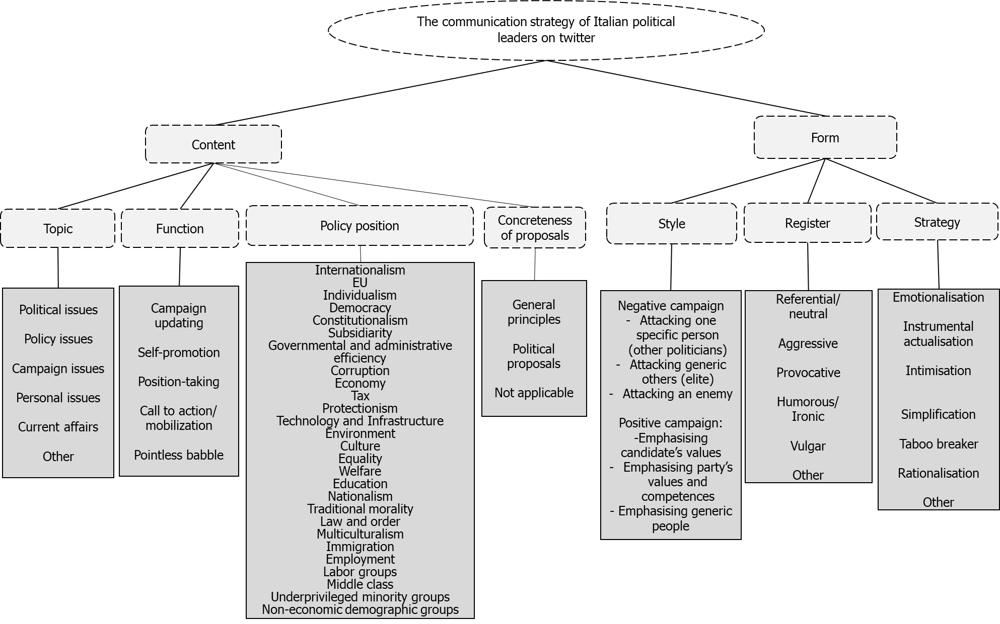 The communication strategy of Italian political
leaders on twitter
Content
Form
Topic
Function
Policy position
Concreteness
of proposals
Style
Register
Strategy
Political issues
Policy issues
Campaign issues
Personal issues
Current affairs
Other
Campaign
updating
Self-promotion
Position-taking
Call to action/
mobilization
Pointless babble
Internationalism
EU
Individualism
Democracy
Constitutionalism
Subsidiarity
Governmental and administrative
efficiency
Corruption
Economy
Tax
Protectionism
Technology and Infrastructure
Environment
Culture
Equality
Welfare
Education
Nationalism
Traditional morality
Law and order
Multiculturalism
Immigration
Employment
Labor groups
Middle class
Underprivileged minority groups
Non-economic demographic groups
General
principles
Political
proposals
Not applicable
Negative campaign
- Attacking one
specific person
(other politicians)
- Attacking generic
others (elite)
- Attacking an enemy
Positive campaign:
-Emphasising
candidate’s values
- Emphasising party’s
values and
competences
- Emphasising generic
people
Referential/
neutral
Aggressive
Provocative
Humorous/
Ironic
Vulgar
Other
Emotionalisation
Instrumental
actualisation
Intimisation
Simplification
Taboo breaker
Rationalisation
Other